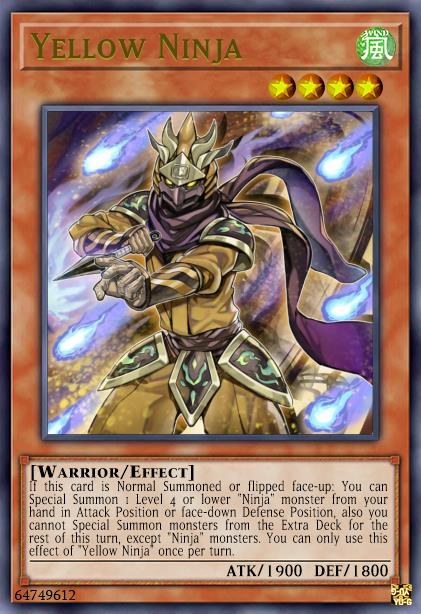 Yellow Ninja
WIND
風
[Warrior/Effect]
If this card is Normal Summoned or flipped face-up: You can
Special Summon 1 Level 4 or lower "Ninja" monster from your
hand in Attack Position or face-down Defense Position, also you
cannot Special Summon monsters from the Extra Deck for the
rest of this turn, except "Ninja" monsters. You can only use this
effect of "Yellow Ninja" once per turn.
ATK/1900 DEF/1800
64749612